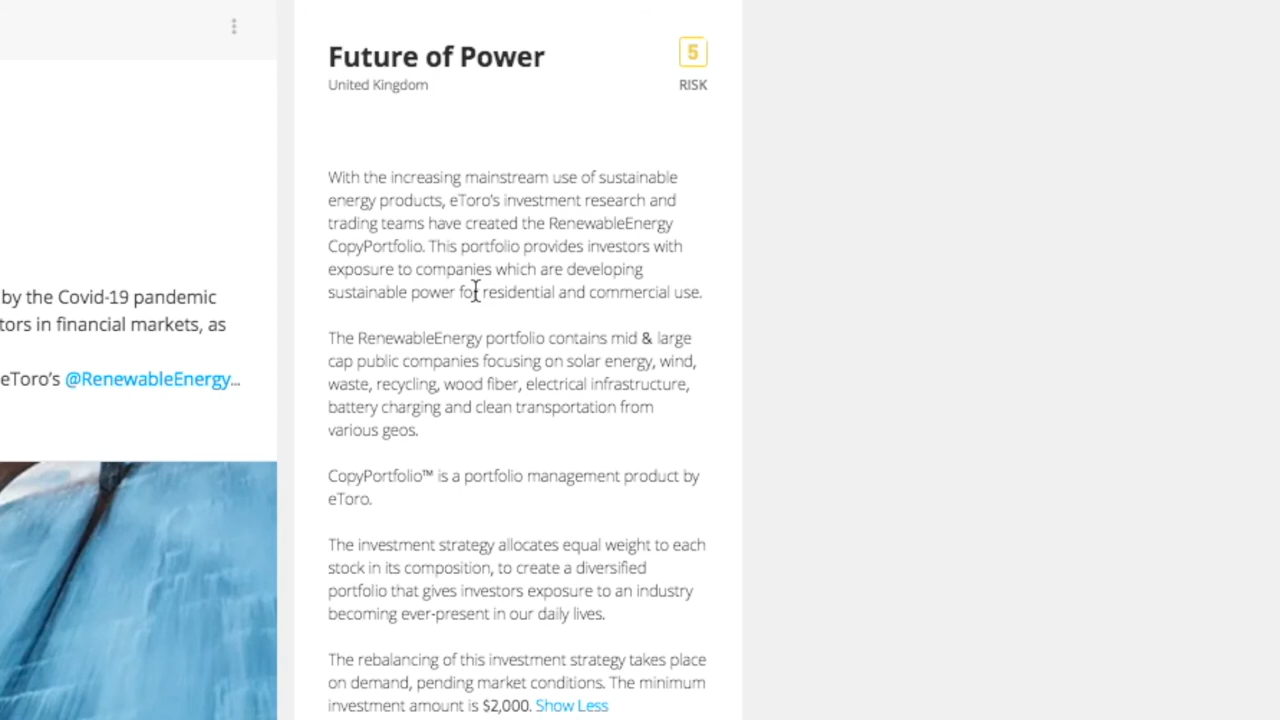 by the Covid-19 pandemic
tors in financial markets, as
eToro's @RenewableEnergy...
Future of Power
United Kingdom
5
RISK
With the increasing mainstream use of sustainable
energy products, eToro's investment research and
trading teams have created the RenewableEnergy
CopyPortfolio. This portfolio provides investors with
exposure to companies which are developing
sustainable power for residential and commercial use.
The RenewableEnergy portfolio contains mid & large
cap public companies focusing on solar energy, wind,
waste, recycling, wood fiber, electrical infrastructure,
battery charging and clean transportation from
various geos.
CopyPortfolio™ is a portfolio management product by
eToro.
The investment strategy allocates equal weight to each
stock in its composition, to create a diversified
portfolio that gives investors exposure to an industry
becoming ever-present in our daily lives.
The rebalancing of this investment strategy takes place
on demand, pending market conditions. The minimum
investment amount is $2,000. Show Less